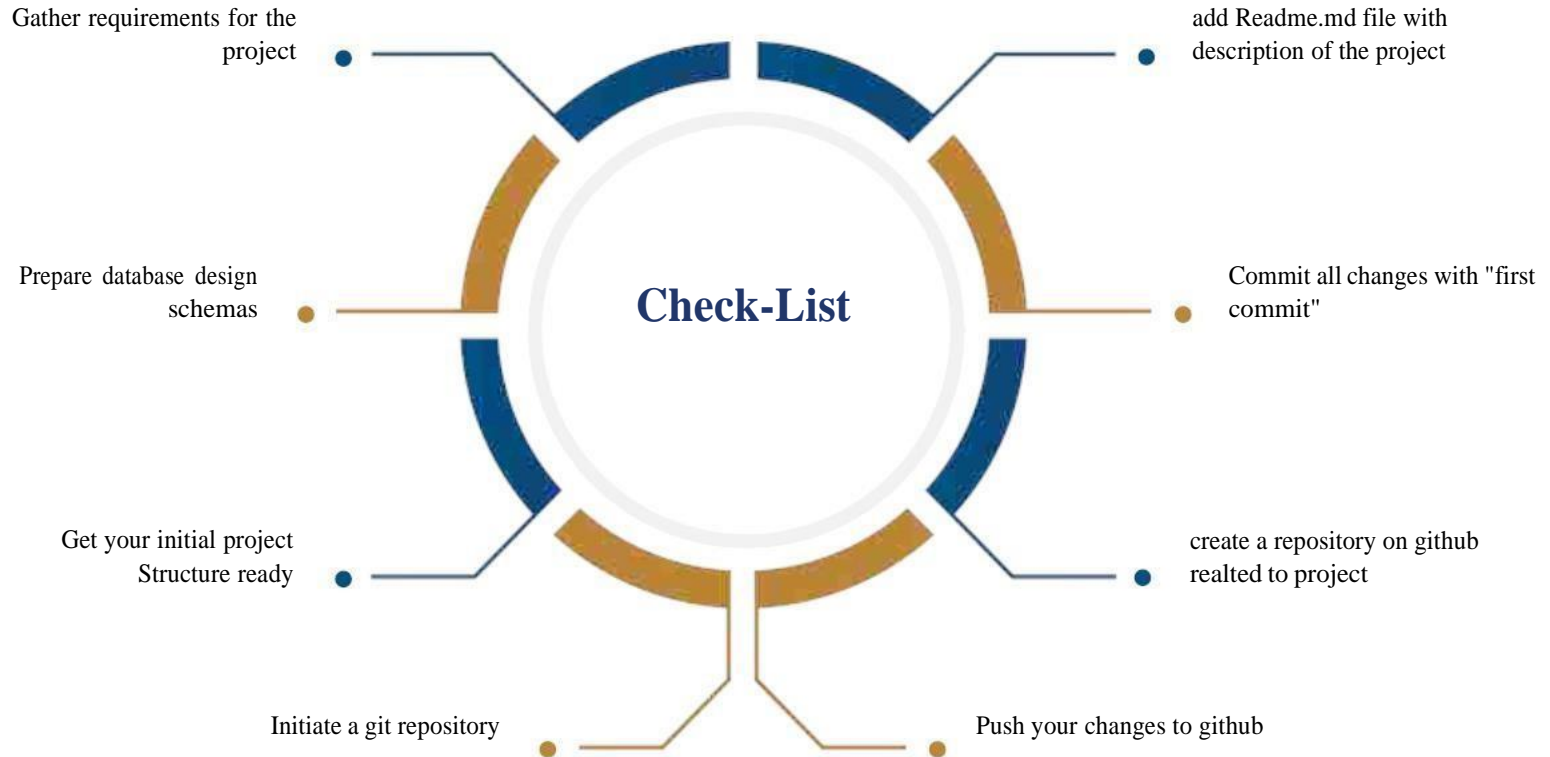 Gather requirements for the
project
add Readme.md file with
description of the project
Prepare database design
schemas
Check-List
Commit all changes with "first
commit"
Get your initial project
Structure ready
create a repository on github
realted to project
Initiate a git repository
Push your changes to github